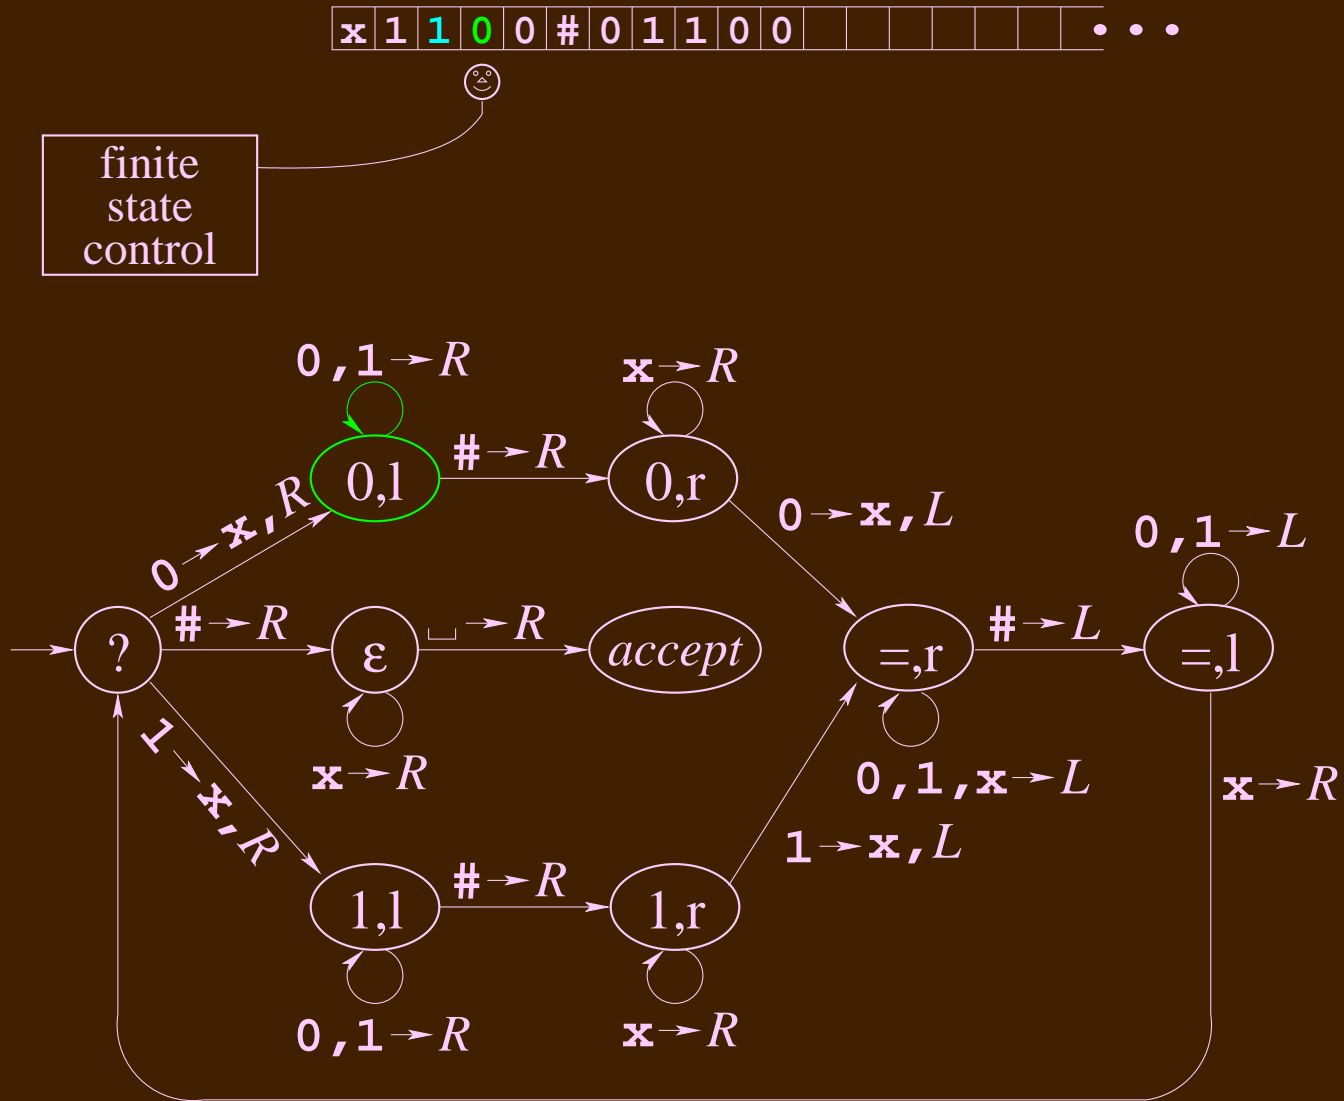 x 1 1 0 0 # 0 1 1 0 0 • • •
finite
state
control
0,1→R
x→R
0,l
#→R
0,r
0→x,R
0→x,L
0,1→L
?
#→R
ε
␣→R
accept
=,r
#→L
=,l
x→R
1→x,R
0,1,x→L
x→R
1→x,L
1,l
#→R
1,r
0,1→R
x→R